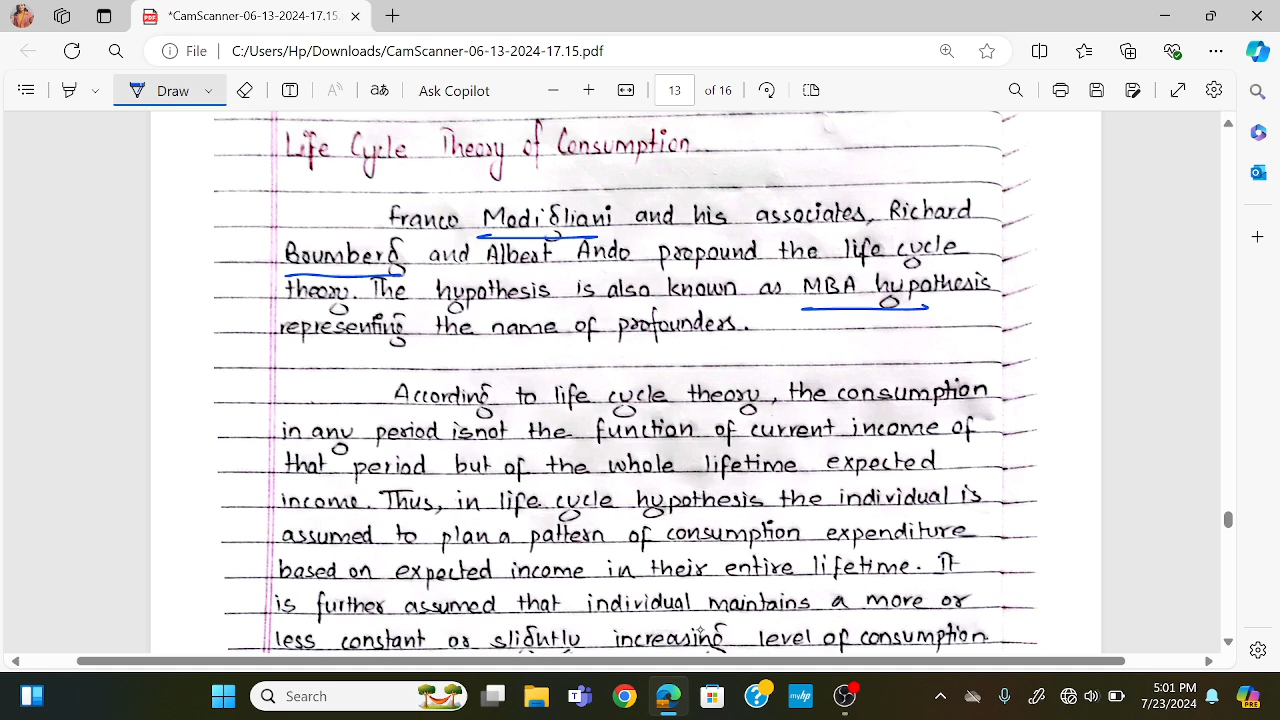 *CamScanner-06-13-2024-17.15.
File C:/Users/Hp/Downloads/CamScanner-06-13-2024-17.15.pdf
Draw Ask Copilot 13 of 16
Life Cycle Theory of Consumption
Franco Modigliani and his associates, Richard
Boumberg and Albert Ando propound the life cycle
theory. The hypothesis is also known as MBA hypothesis
representing the name of profounders.
According to life cycle theory, the consumption
in any period is not the function of current income of
that period but of the whole lifetime expected
income. Thus, in life cycle hypothesis the individual is
assumed to plan a pattern of consumption expenditure
based on expected income in their entire lifetime. It
is further assumed that individual maintains a more or
less constant or slightly increasing level of consumption
Search 5:01 PM
7/23/2024